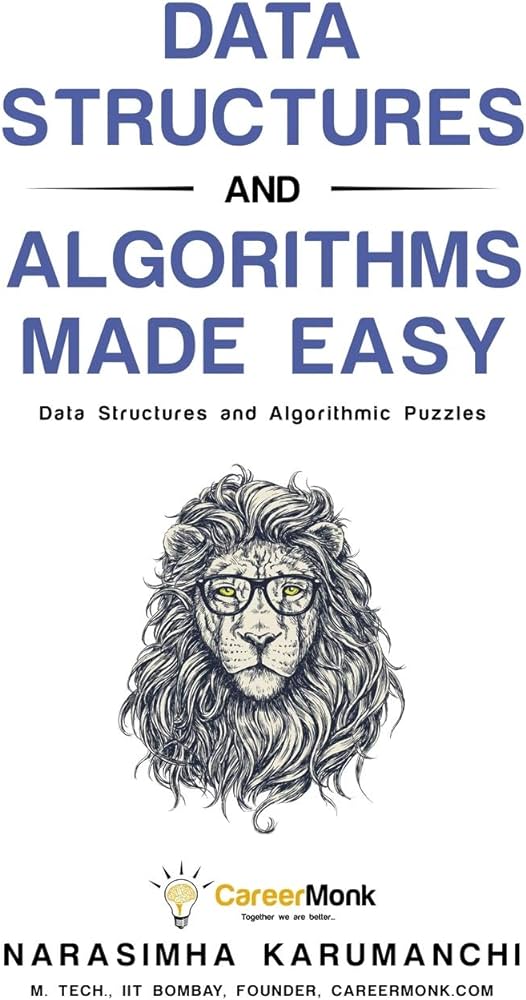 DATA
STRUCTURES
AND
ALGORITHMS
MADE EASY
Data Structures and Algorithmic Puzzles
CareerMonk
Together we are better...
NARASIMHA KARUMANCHI
M. TECH., IIT BOMBAY, FOUNDER, CAREERMONK.COM